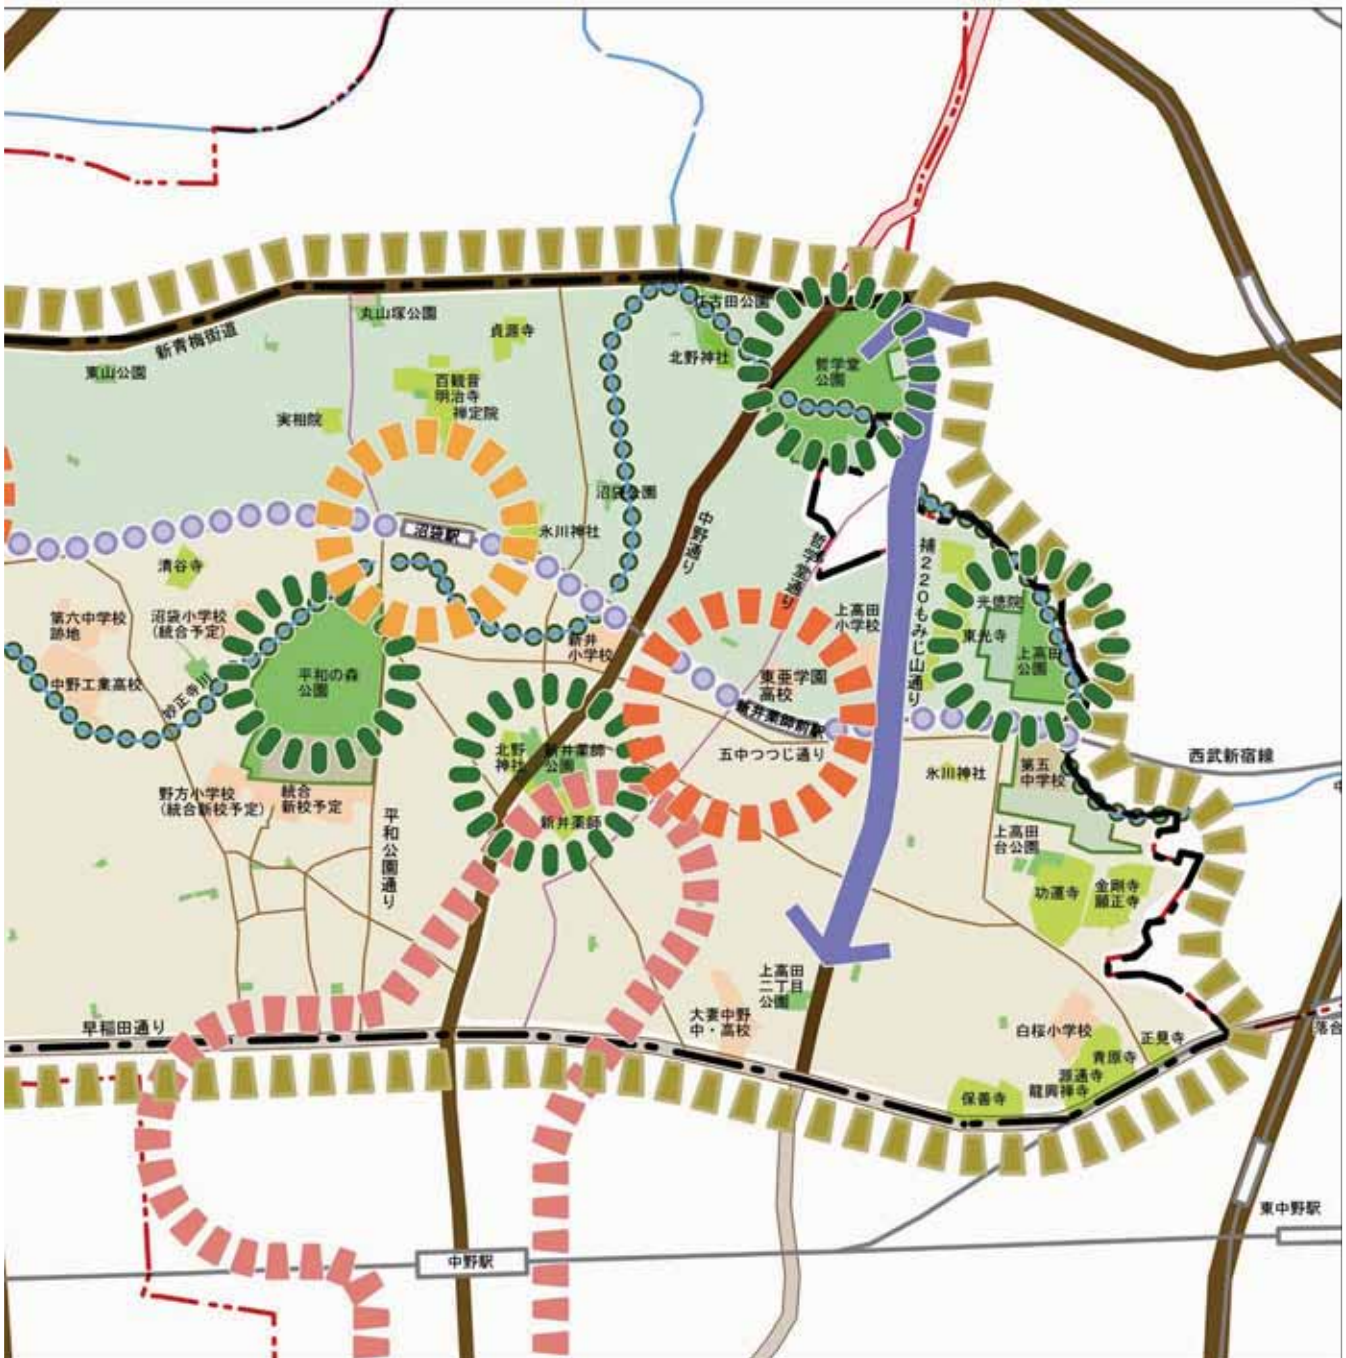 新青梅街道
東山公園
丸山塚公園
貞源寺
江古田公園
北野神社
哲学堂
公園
百観音
明治寺
禅定院
実相院
沼袋公園
沼袋駅
氷川神社
中野通り
哲学堂通り
補220もみじ山通り
清谷寺
第六中学校
跡地
沼袋小学校
(統合予定)
中野工業高校
妙正寺川
平和の森
公園
新井
小学校
上高田
小学校
東亜学園
高校
新井薬師前駅
五中つつじ通り
光徳院
東光寺
上高田
公園
西武新宿線
氷川神社
第五
中学校
北野
神社
新井薬師
公園
新井薬師
野方小学校
(統合新校予定)
統合
新校予定
平和公園通り
上高田
台公園
功運寺
金剛寺
願正寺
上高田
二丁目
公園
大妻中野
中・高校
早稲田通り
白桜小学校
正見寺
青原寺
源通寺
龍興禅寺
保善寺
落合
中野駅
東中野駅